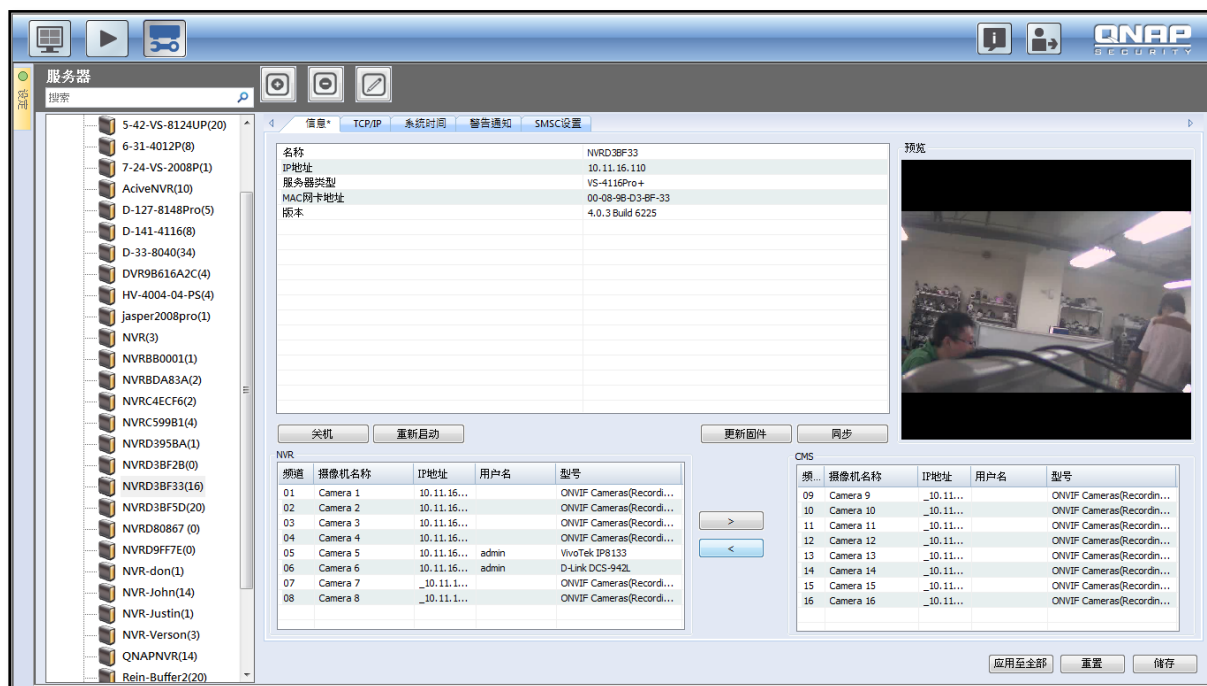 QNAP
SECURITY
设定
服务器
搜索
5-42-VS-8124UP(20)
6-31-4012P(8)
7-24-VS-2008P(1)
AciveNVR(10)
D-127-8148Pro(5)
D-141-4116(8)
D-33-8040(34)
DVR9B616A2C(4)
HV-4004-04-PS(4)
jasper2008pro(1)
NVR(3)
NVRBB0001(1)
NVRBDA83A(2)
NVRC4ECF6(2)
NVRC599B1(4)
NVRD395BA(1)
NVRD3BF2B(0)
NVRD3BF33(16)
NVRD3BF5D(20)
NVRD80867 (0)
NVRD9FF7E(0)
NVR-don(1)
NVR-John(14)
NVR-Justin(1)
NVR-Verson(3)
QNAPNVR(14)
Rein-Buffer2(20)
信息* TCP/IP 系统时间 警告通知 SMSC设置
名称 NVRD3BF33
IP地址 10.11.16.110
服务器类型 VS-4116Pro+
MAC网卡地址 00-08-9B-D3-BF-33
版本 4.0.3 Build 6225
预览
关机 重新启动 更新固件 同步
NVR
频道 摄像机名称 IP地址 用户名 型号
01 Camera 1 10.11.16... ONVIF Cameras(Recordi...
02 Camera 2 10.11.16... ONVIF Cameras(Recordi...
03 Camera 3 10.11.16... ONVIF Cameras(Recordi...
04 Camera 4 10.11.16... ONVIF Cameras(Recordi...
05 Camera 5 10.11.16... admin VivoTek IP8133
06 Camera 6 10.11.16... admin D-Link DCS-942L
07 Camera 7 _10.11.1... ONVIF Cameras(Recordi...
08 Camera 8 _10.11.1... ONVIF Cameras(Recordi...
>
<
CMS
频... 摄像机名称 IP地址 用户名 型号
09 Camera 9 _10.11... ONVIF Cameras(Recordin...
10 Camera 10 _10.11... ONVIF Cameras(Recordin...
11 Camera 11 _10.11... ONVIF Cameras(Recordin...
12 Camera 12 _10.11... ONVIF Cameras(Recordin...
13 Camera 13 _10.11... ONVIF Cameras(Recordin...
14 Camera 14 _10.11... ONVIF Cameras(Recordin...
15 Camera 15 _10.11... ONVIF Cameras(Recordin...
16 Camera 16 _10.11... ONVIF Cameras(Recordin...
应用至全部 重置 储存